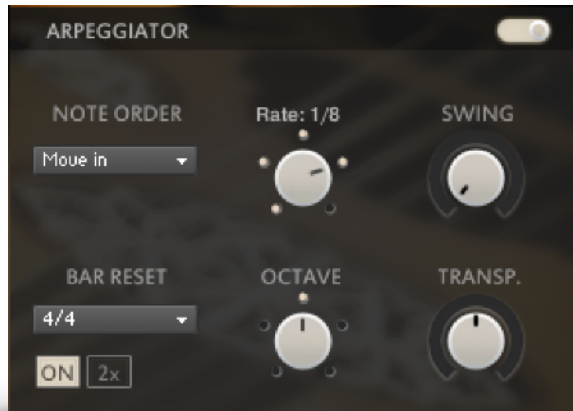 ARPEGGIATOR
NOTE ORDER
Rate: 1/8
SWING
Move in
BAR RESET
OCTAVE
TRANSP.
4/4
ON
2x